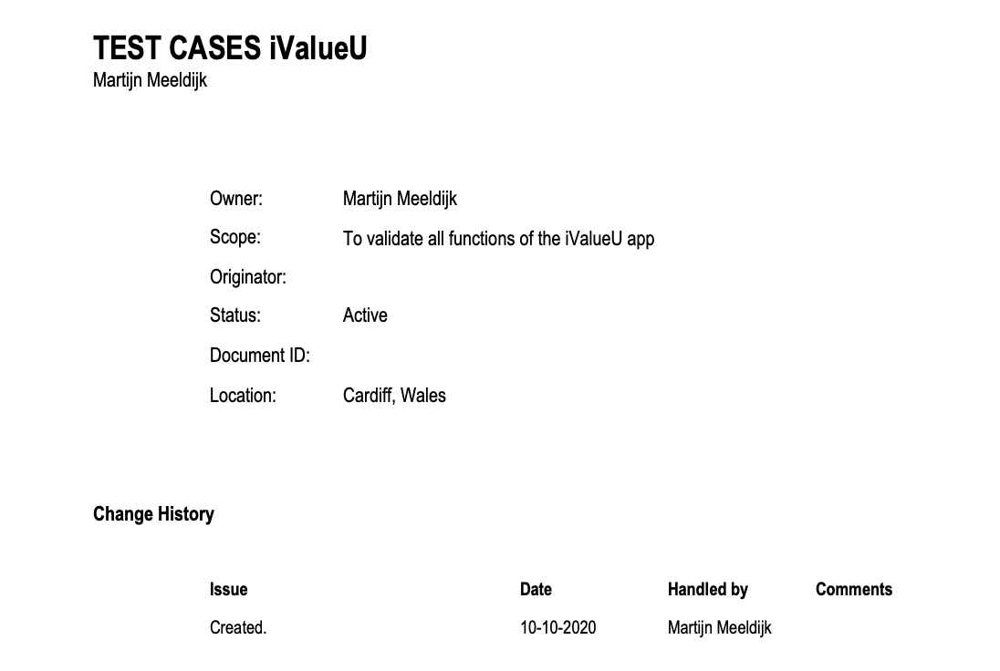 TEST CASES iValueU
Martijn Meeldijk
Owner: Martijn Meeldijk
Scope: To validate all functions of the iValueU app
Originator:
Status: Active
Document ID:
Location: Cardiff, Wales
Change History
Issue Date Handled by Comments
Created. 10-10-2020 Martijn Meeldijk